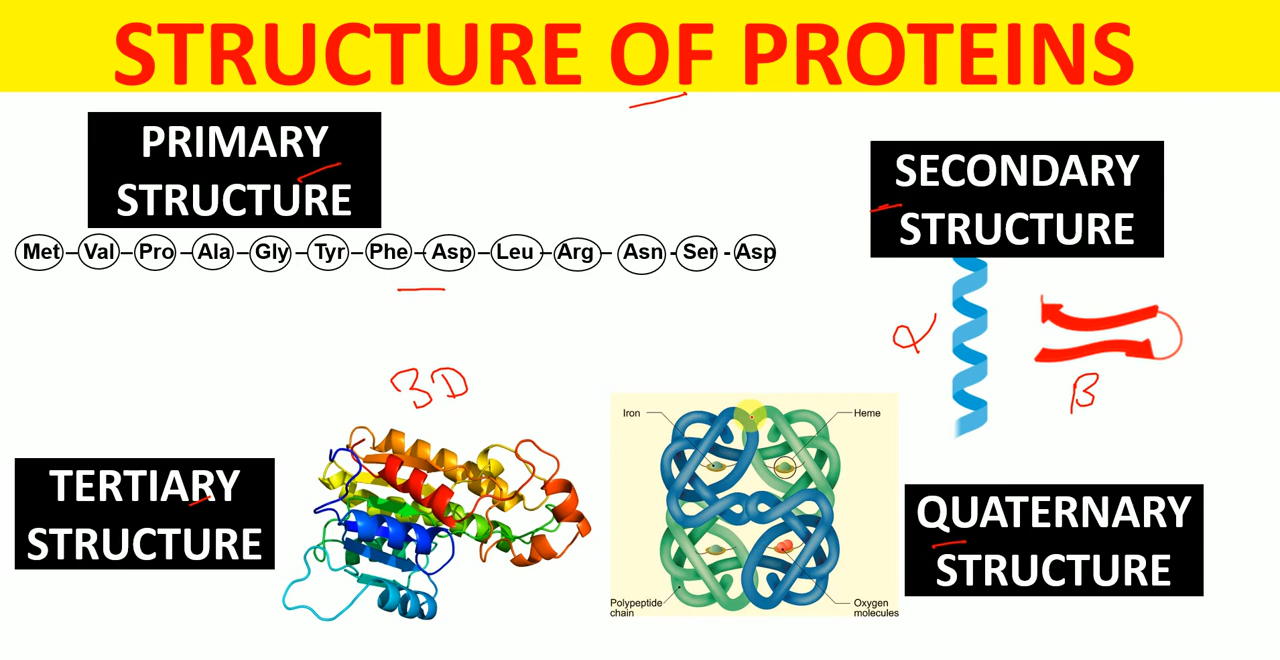 STRUCTURE OF PROTEINS
PRIMARY
STRUCTURE
Met – Val – Pro – Ala – Gly – Tyr – Phe – Asp – Leu – Arg – Asn - Ser - Asp
SECONDARY
STRUCTURE
α
β
3D
TERTIARY
STRUCTURE
Iron
Heme
Polypeptide
chain
Oxygen
molecules
QUATERNARY
STRUCTURE